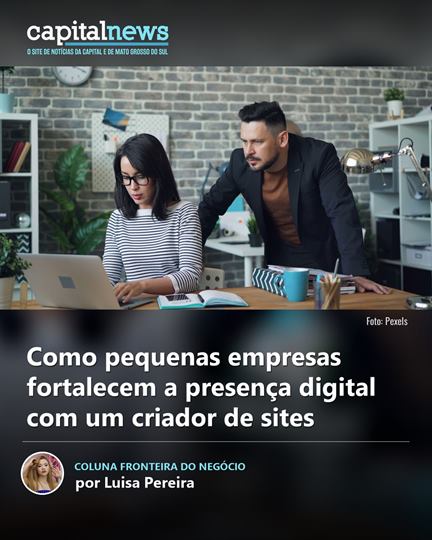 capitalnews
O SITE DE NOTÍCIAS DA CAPITAL E DE MATO GROSSO DO SUL
Foto: Pexels
Como pequenas empresas
fortalecem a presença digital
com um criador de sites
COLUNA FRONTEIRA DO NEGÓCIO
por Luisa Pereira